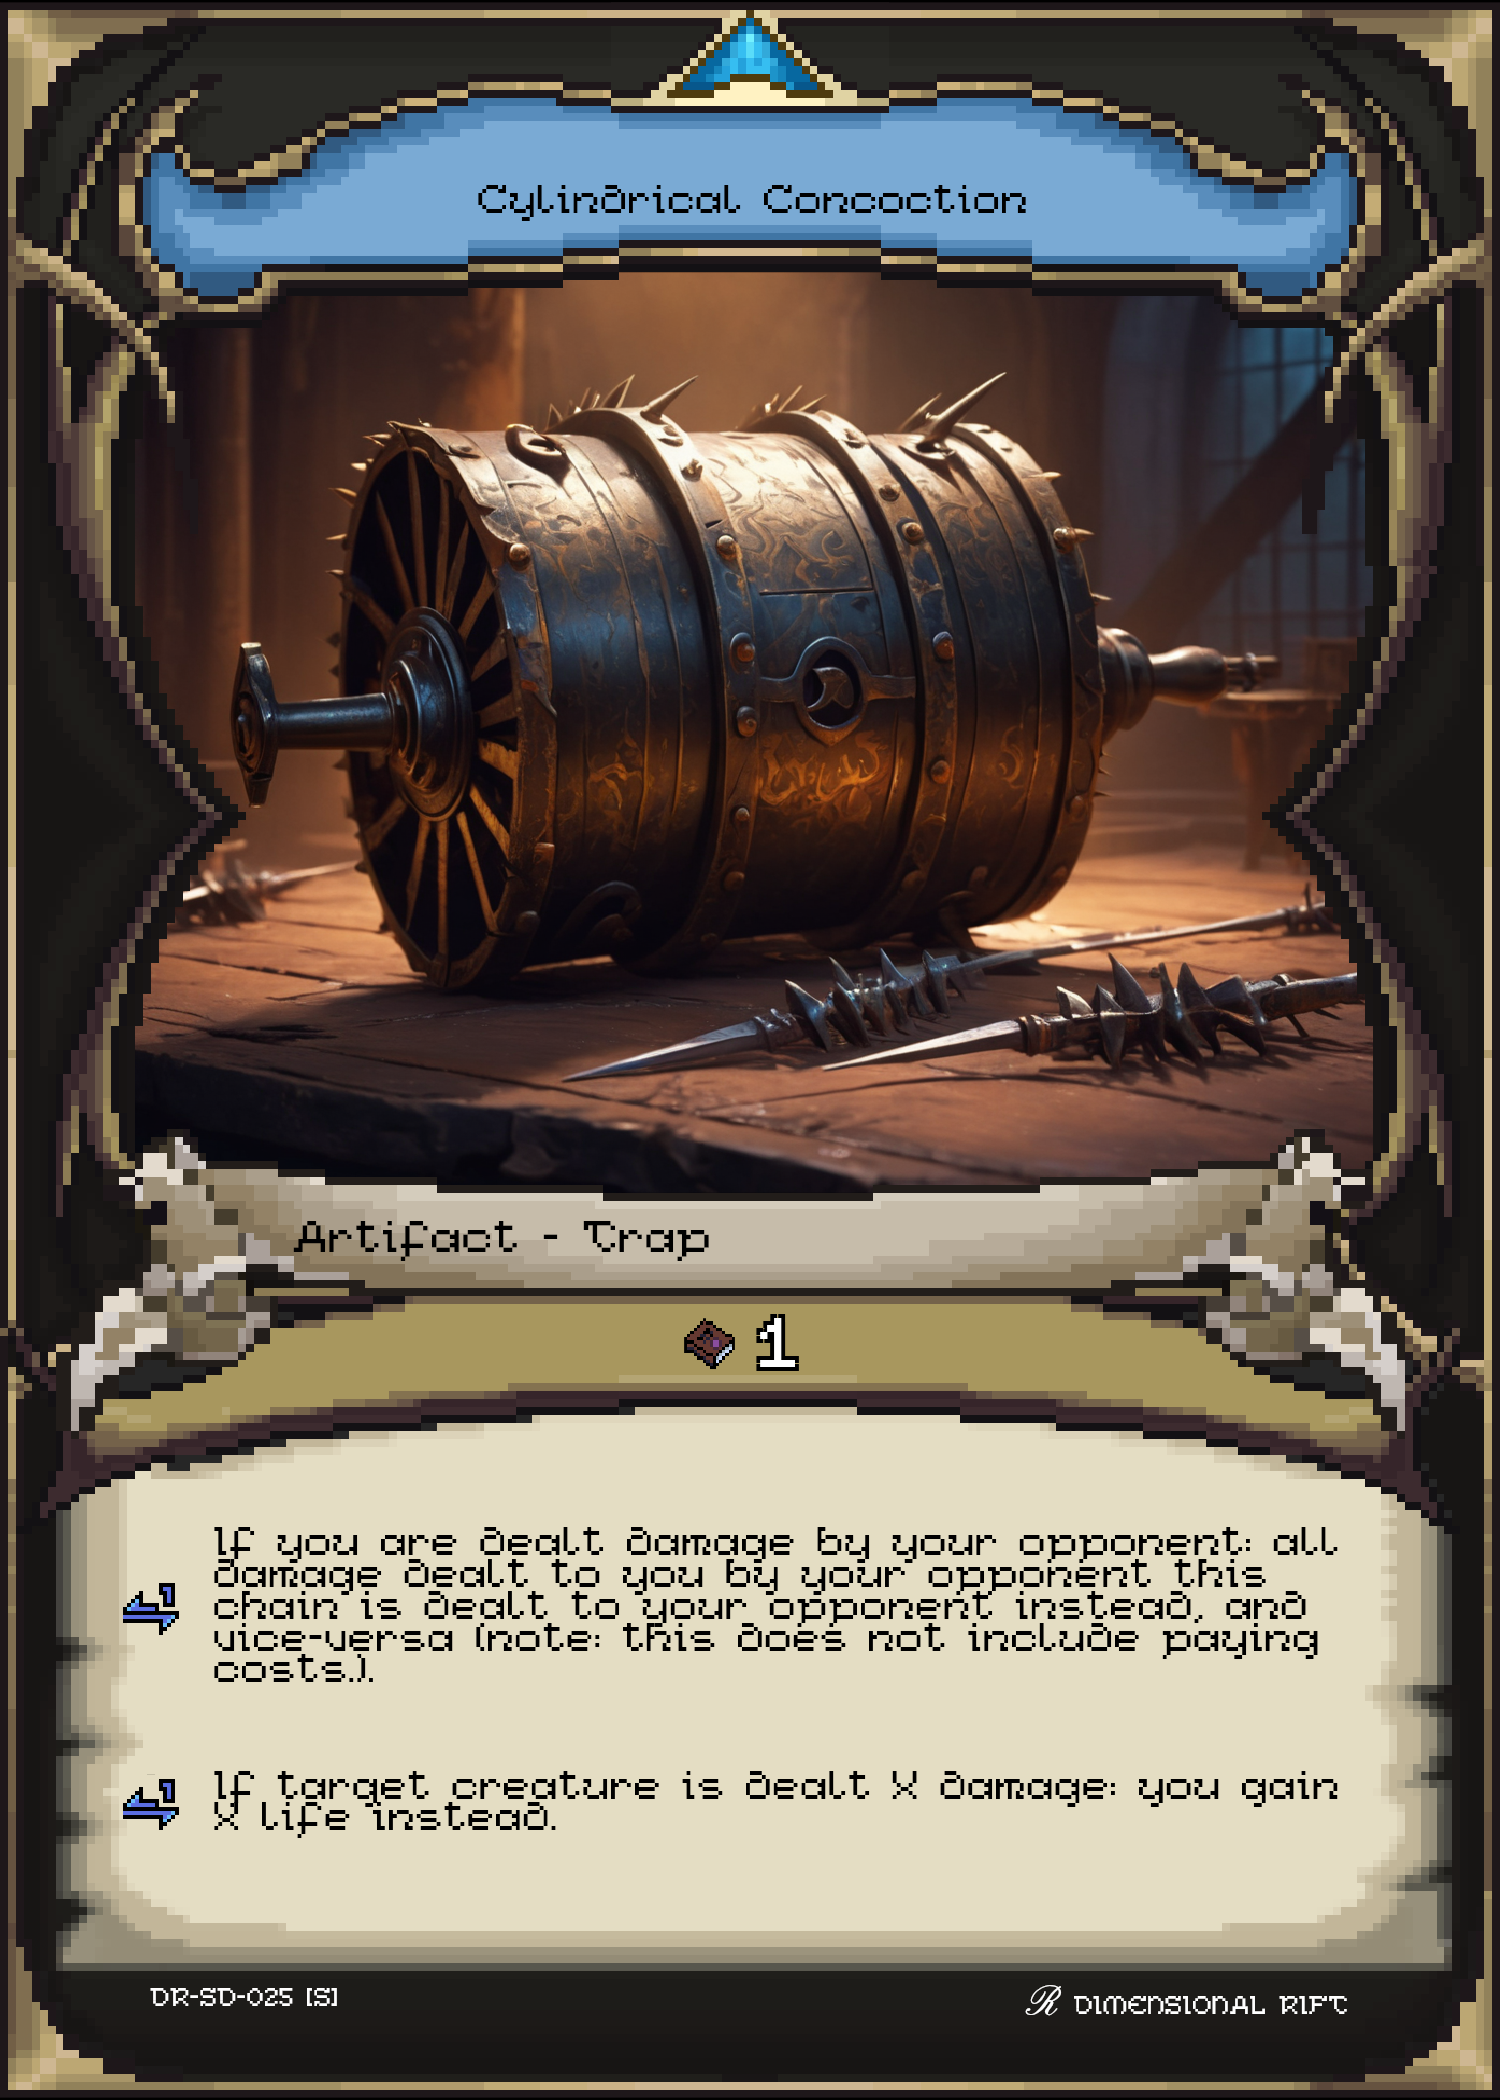 Cylindrical Concoction
Artifact - Trap
1
If you are dealt damage by your opponent: all
damage dealt to you by your opponent this
chain is dealt to your opponent instead, and
vice-versa (note: this does not include paying
costs.).
If target creature is dealt X damage: you gain
X life instead.
DR-SD-025 [S]
R DIMENSIONAL RIFT